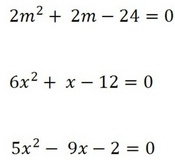 2m² + 2m − 24 = 0
6x² + x − 12 = 0
5x² − 9x − 2 = 0